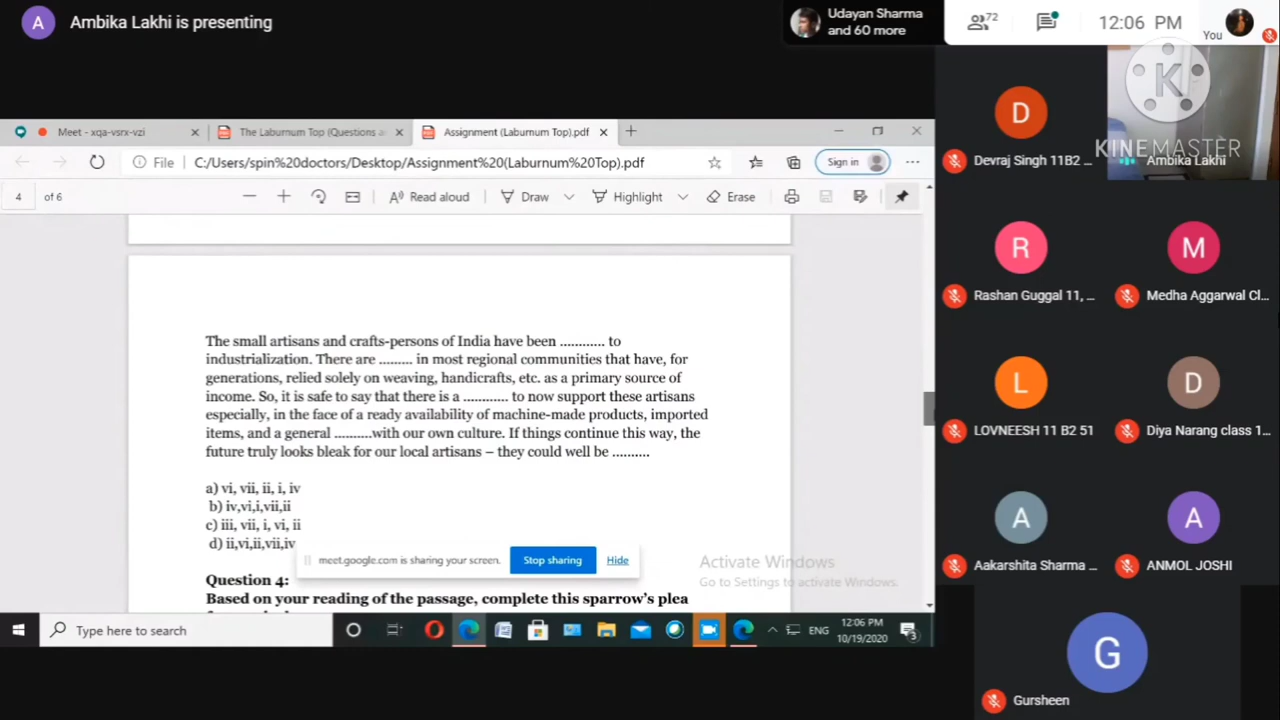 A
Ambika Lakhi is presenting
Udayan Sharma
and 60 more
72
12:06 PM
You
Meet - xqa-vsrx-vzi
The Laburnum Top (Questions a
Assignment (Laburnum Top).pdf
File
C:/Users/spin%20doctors/Desktop/Assignment%20(Laburnum%20Top).pdf
Sign in
4 of 6
Read aloud
Draw
Highlight
Erase
The small artisans and crafts-persons of India have been ............ to
industrialization. There are ......... in most regional communities that have, for
generations, relied solely on weaving, handicrafts, etc. as a primary source of
income. So, it is safe to say that there is a ............ to now support these artisans
especially, in the face of a ready availability of machine-made products, imported
items, and a general ..........with our own culture. If things continue this way, the
future truly looks bleak for our local artisans – they could well be ..........
a) vi, vii, ii, i, iv
b) iv,vi,i,vii,ii
c) iii, vii, i, vi, ii
d) ii,vi,ii,vii,iv
meet.google.com is sharing your screen.
Stop sharing
Hide
Activate Windows
Go to Settings to activate Windows.
Question 4:
Based on your reading of the passage, complete this sparrow's plea
Type here to search
ENG
12:06 PM
10/19/2020
3
D
Devraj Singh 11B2 ...
K
KINEMASTER
Ambika Lakhi
R
Rashan Guggal 11, ...
M
Medha Aggarwal Cl...
L
LOVNEESH 11 B2 51
D
Diya Narang class 1...
A
Aakarshita Sharma ...
A
ANMOL JOSHI
G
Gursheen